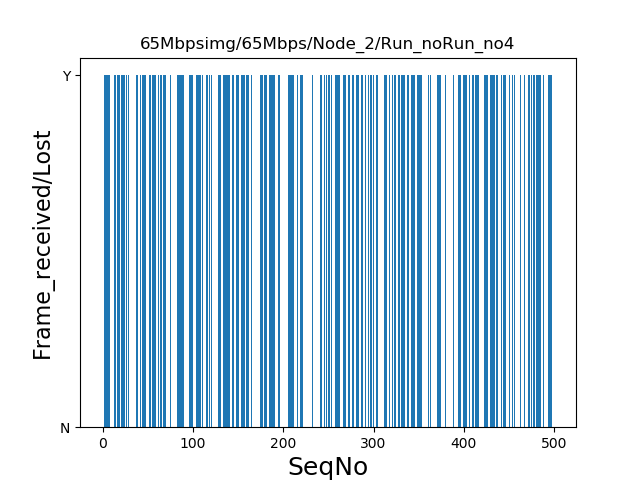 65Mbpsimg/65Mbps/Node_2/Run_noRun_no4
Y
Frame_received/Lost
N
0 100 200 300 400 500
SeqNo